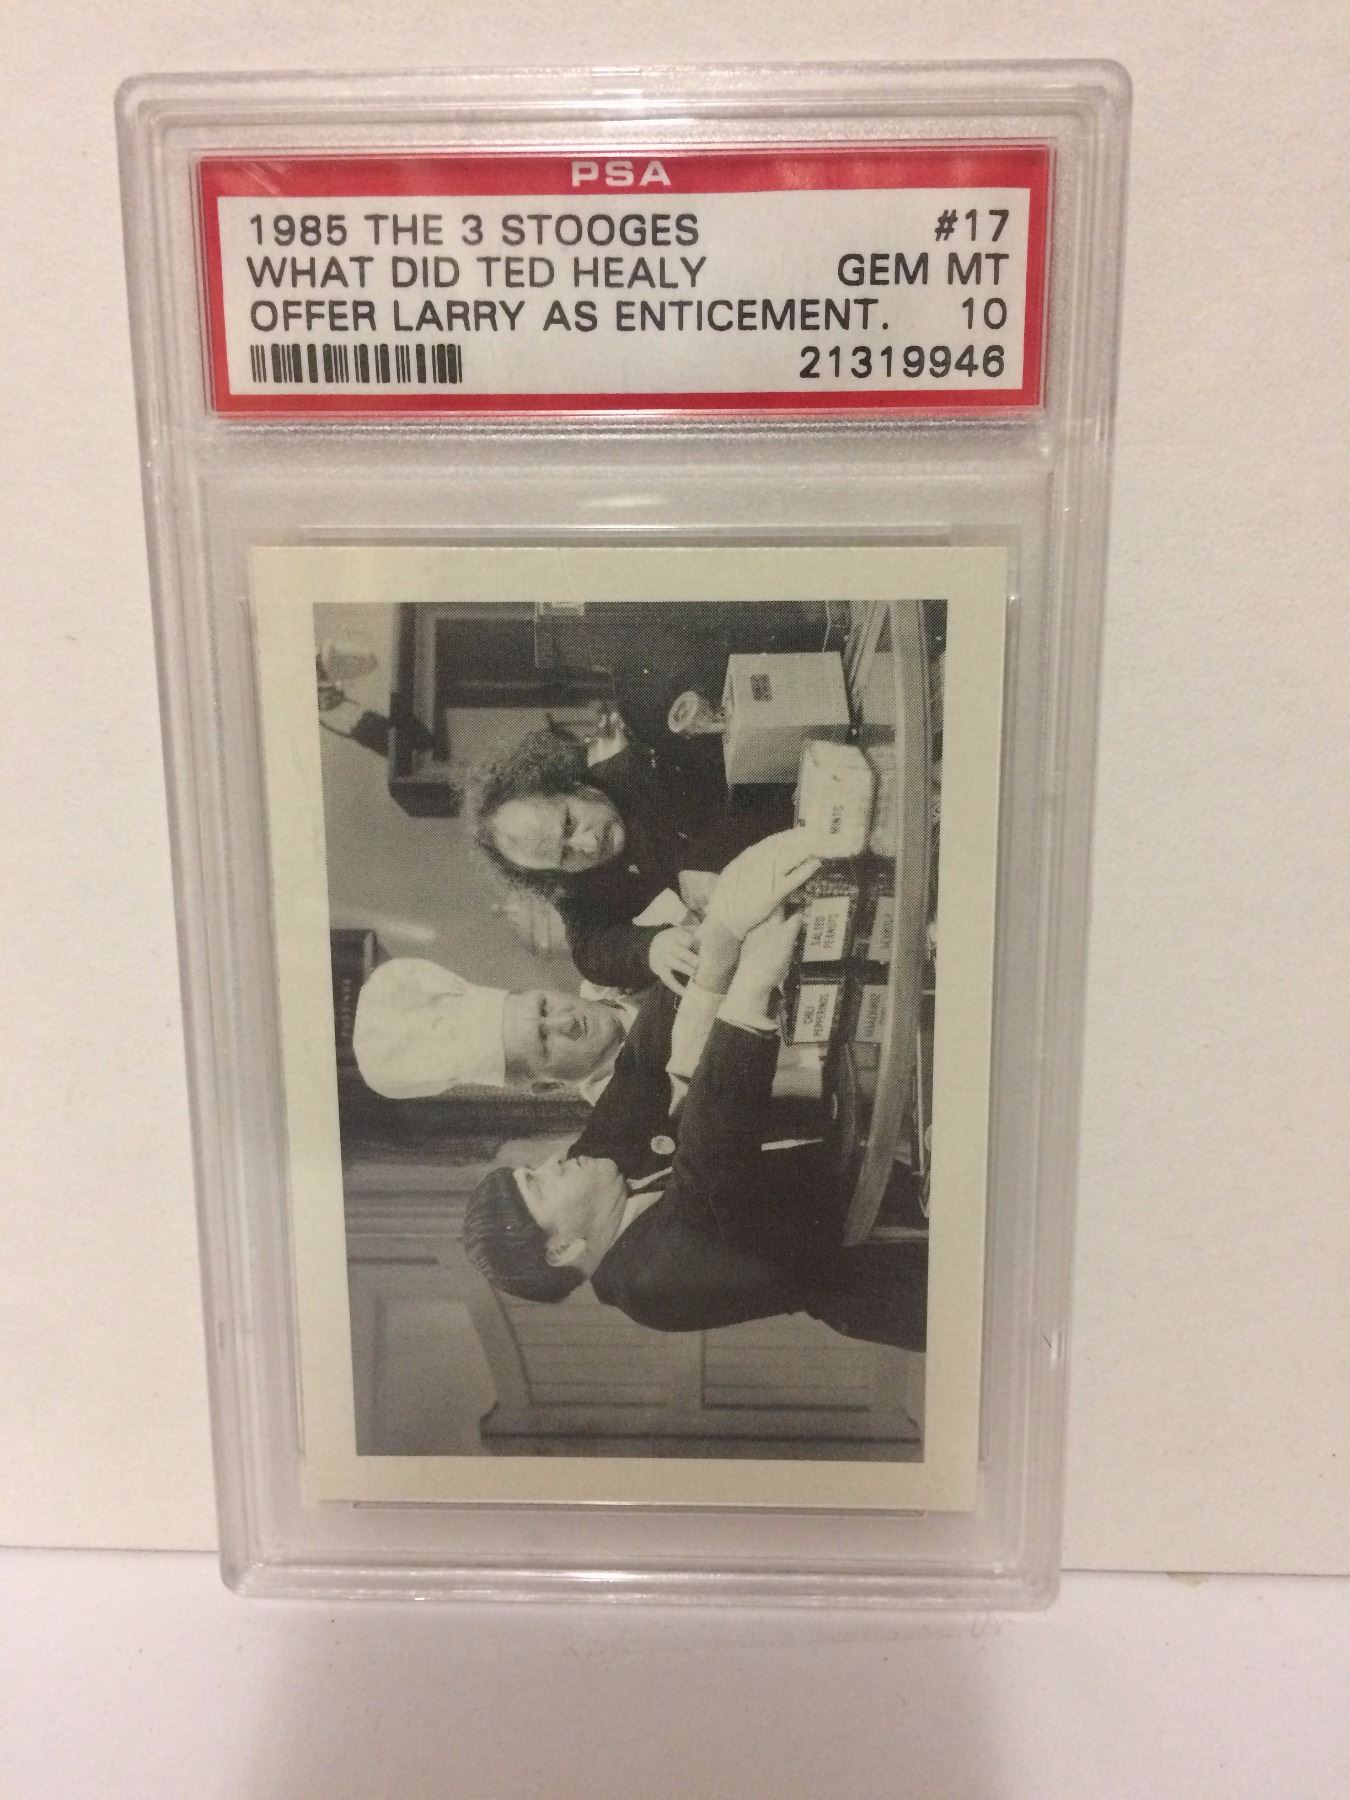 PSA
1985 THE 3 STOOGES #17
WHAT DID TED HEALY GEM MT
OFFER LARRY AS ENTICEMENT. 10
21319946
MINTS
SALTED
PEANUTS
CHILI
PEPPERINOS